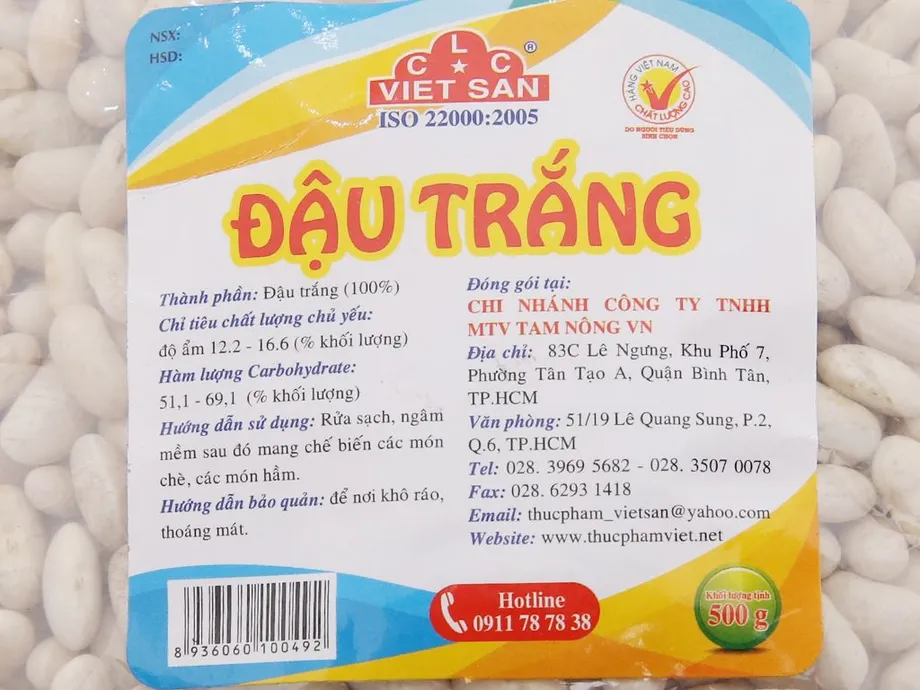 NSX:
HSD:
CLC
VIET SAN
®
ISO 22000:2005
HÀNG VIỆT NAM
CHẤT LƯỢNG CAO
DO NGƯỜI TIÊU DÙNG
BÌNH CHỌN
ĐẬU TRẮNG
Thành phần: Đậu trắng (100%)
Chỉ tiêu chất lượng chủ yếu:
độ ẩm 12.2 - 16.6 (% khối lượng)
Hàm lượng Carbohydrate:
51,1 - 69,1 (% khối lượng)
Hướng dẫn sử dụng: Rửa sạch, ngâm
mềm sau đó mang chế biến các món
chè, các món hầm.
Hướng dẫn bảo quản: để nơi khô ráo,
thoáng mát.
Đóng gói tại:
CHI NHÁNH CÔNG TY TNHH
MTV TAM NÔNG VN
Địa chỉ: 83C Lê Ngưng, Khu Phố 7,
Phường Tân Tạo A, Quận Bình Tân,
TP.HCM
Văn phòng: 51/19 Lê Quang Sung, P.2,
Q.6, TP.HCM
Tel: 028. 3969 5682 - 028. 3507 0078
Fax: 028. 6293 1418
Email: thucpham_vietsan@yahoo.com
Website: www.thucphamviet.net
8 936060 100492
Hotline
0911 78 78 38
Khối lượng tịnh
500 g